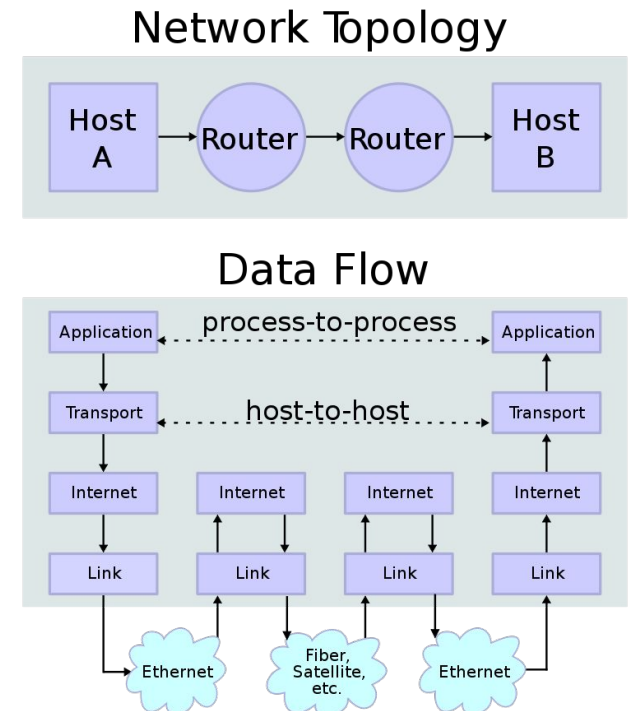 Network Topology
Host
A
Router
Router
Host
B
Data Flow
Application
process-to-process
Application
Transport
host-to-host
Transport
Internet
Internet
Internet
Internet
Link
Link
Link
Link
Ethernet
Fiber,
Satellite,
etc.
Ethernet